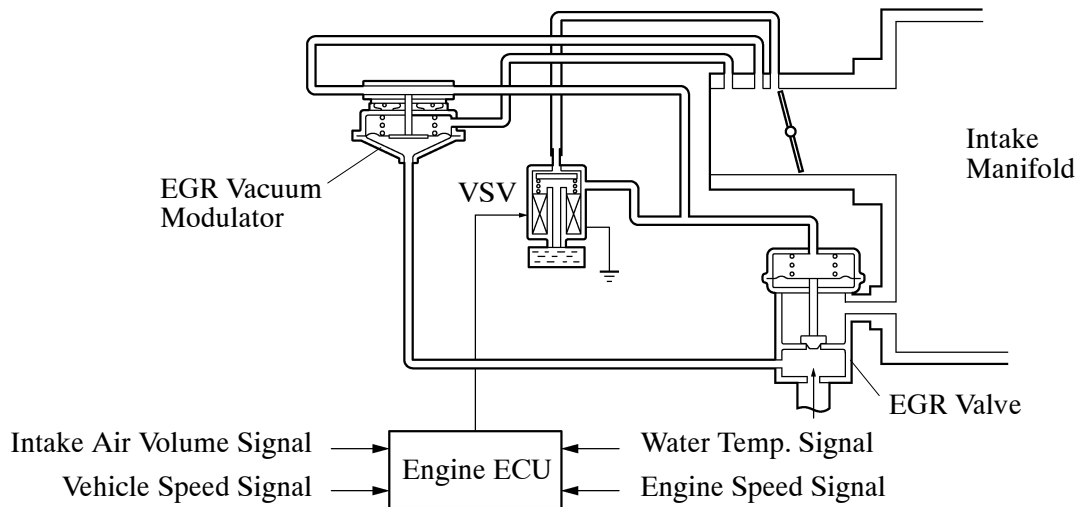 Intake
Manifold
EGR Vacuum
Modulator
VSV
EGR Valve
Intake Air Volume Signal
Vehicle Speed Signal
Engine ECU
Water Temp. Signal
Engine Speed Signal